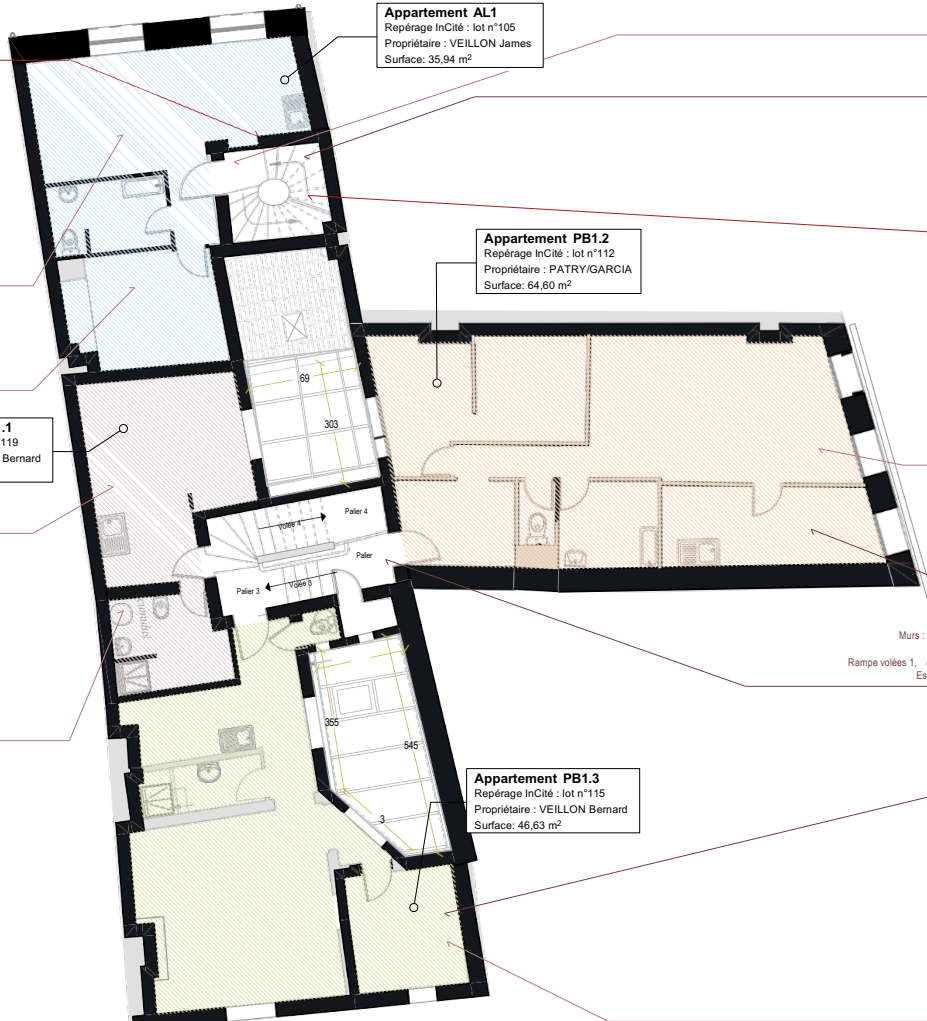 Appartement AL1
Repérage InCité : lot n°105
Propriétaire : VEILLON James
Surface: 35,94 m²
Appartement PB1.2
Repérage InCité : lot n°112
Propriétaire : PATRY/GARCIA
Surface: 64,60 m²
69
303
.1
119
Bernard
Volée 4
Palier 4
Palier
Palier 3
Volée 3
Murs :
Rampe volées 1,
Es
355
545
3
Appartement PB1.3
Repérage InCité : lot n°115
Propriétaire : VEILLON Bernard
Surface: 46,63 m²